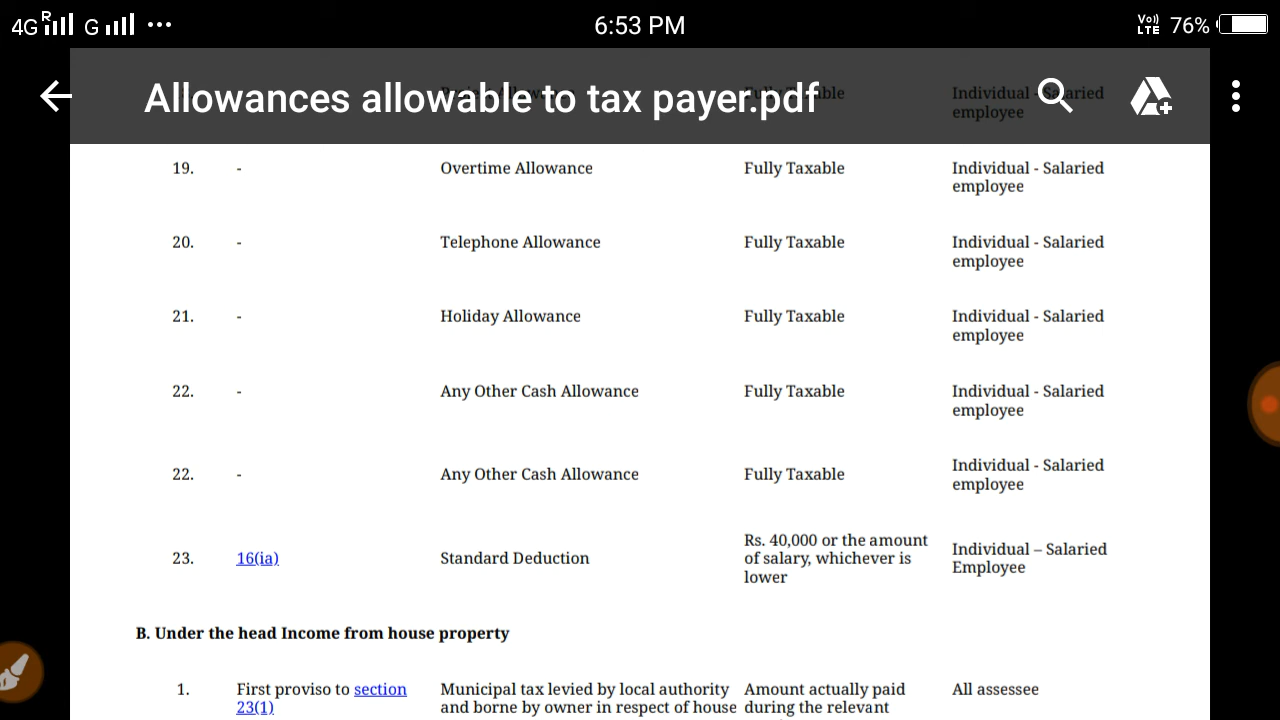 4G R G ••• 6:53 PM Vo)) LTE 76%
Allowances allowable to tax payer.pdf
Individual - Salaried
employee
19. - Overtime Allowance Fully Taxable Individual - Salaried
employee
20. - Telephone Allowance Fully Taxable Individual - Salaried
employee
21. - Holiday Allowance Fully Taxable Individual - Salaried
employee
22. - Any Other Cash Allowance Fully Taxable Individual - Salaried
employee
22. - Any Other Cash Allowance Fully Taxable Individual - Salaried
employee
23. 16(ia) Standard Deduction Rs. 40,000 or the amount
of salary, whichever is
lower
Individual – Salaried
Employee
B. Under the head Income from house property
1. First proviso to section
23(1)
Municipal tax levied by local authority
and borne by owner in respect of house
Amount actually paid
during the relevant
All assessee